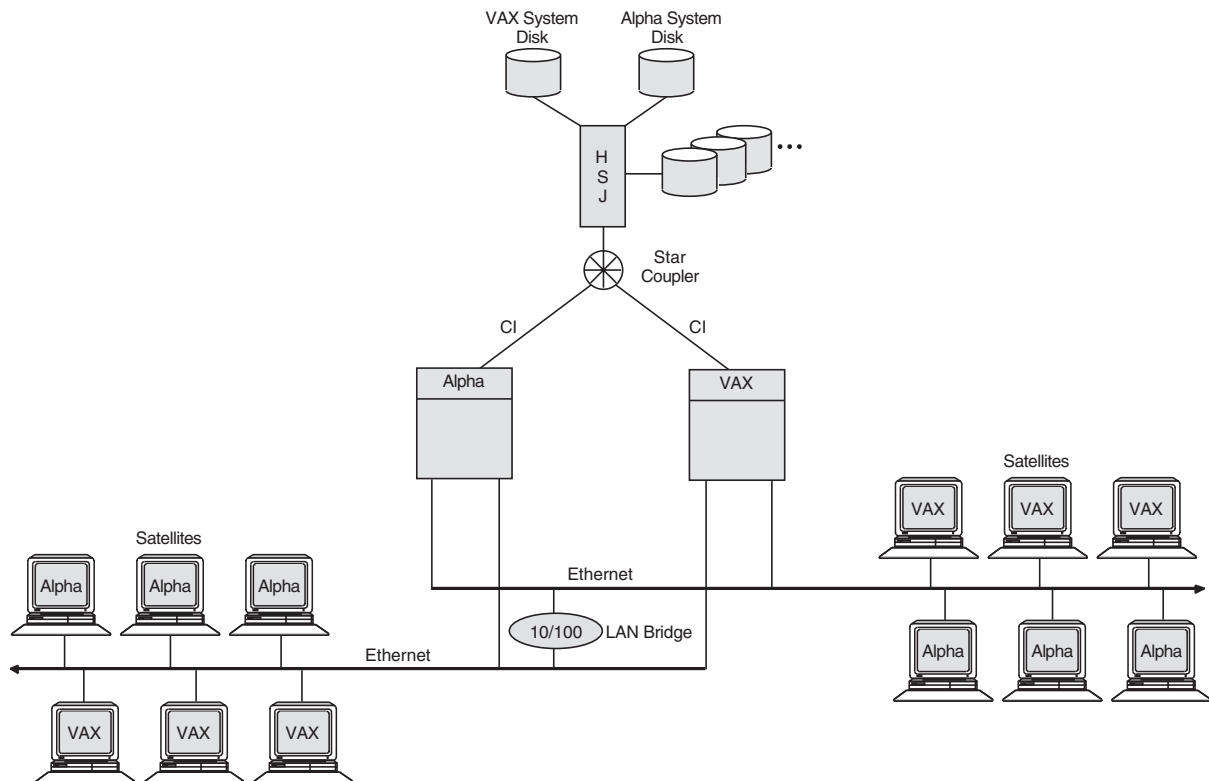 VAX System
Disk
Alpha System
Disk
H
S
J
•••
Star
Coupler
CI
CI
Alpha
VAX
Satellites
VAX
VAX
VAX
Satellites
Alpha
Alpha
Alpha
Ethernet
10/100
LAN Bridge
Alpha
Alpha
Alpha
Ethernet
VAX
VAX
VAX